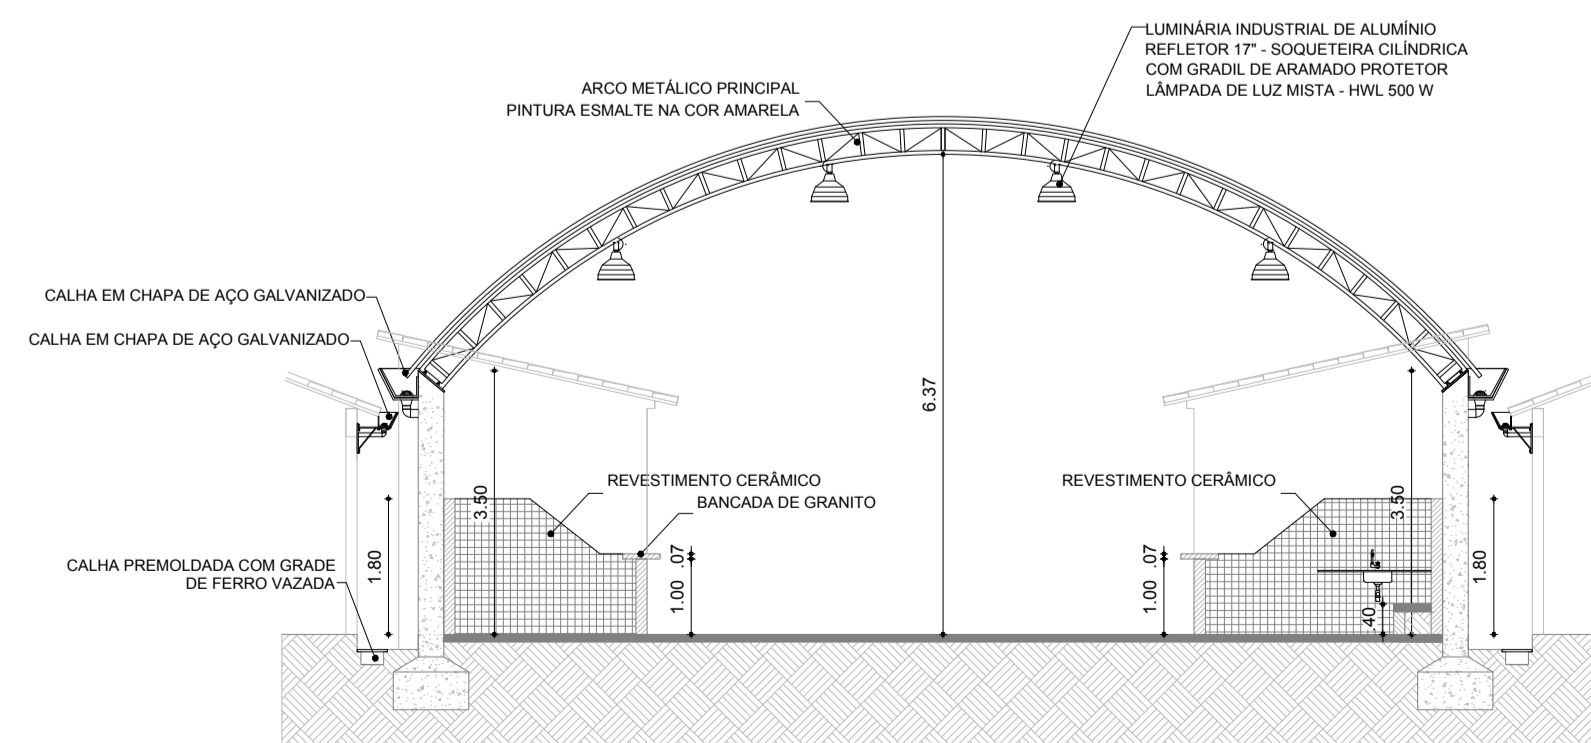 LUMINÁRIA INDUSTRIAL DE ALUMÍNIO
REFLETOR 17" - SOQUETEIRA CILÍNDRICA
COM GRADIL DE ARAMADO PROTETOR
LÂMPADA DE LUZ MISTA - HWL 500 W
ARCO METÁLICO PRINCIPAL
PINTURA ESMALTE NA COR AMARELA
CALHA EM CHAPA DE AÇO GALVANIZADO
CALHA EM CHAPA DE AÇO GALVANIZADO
6.37
REVESTIMENTO CERÂMICO
BANCADA DE GRANITO
REVESTIMENTO CERÂMICO
3.50
3.50
CALHA PREMOLDADA COM GRADE
DE FERRO VAZADA
1.80
1.00
.07
1.00
.07
40
1.80